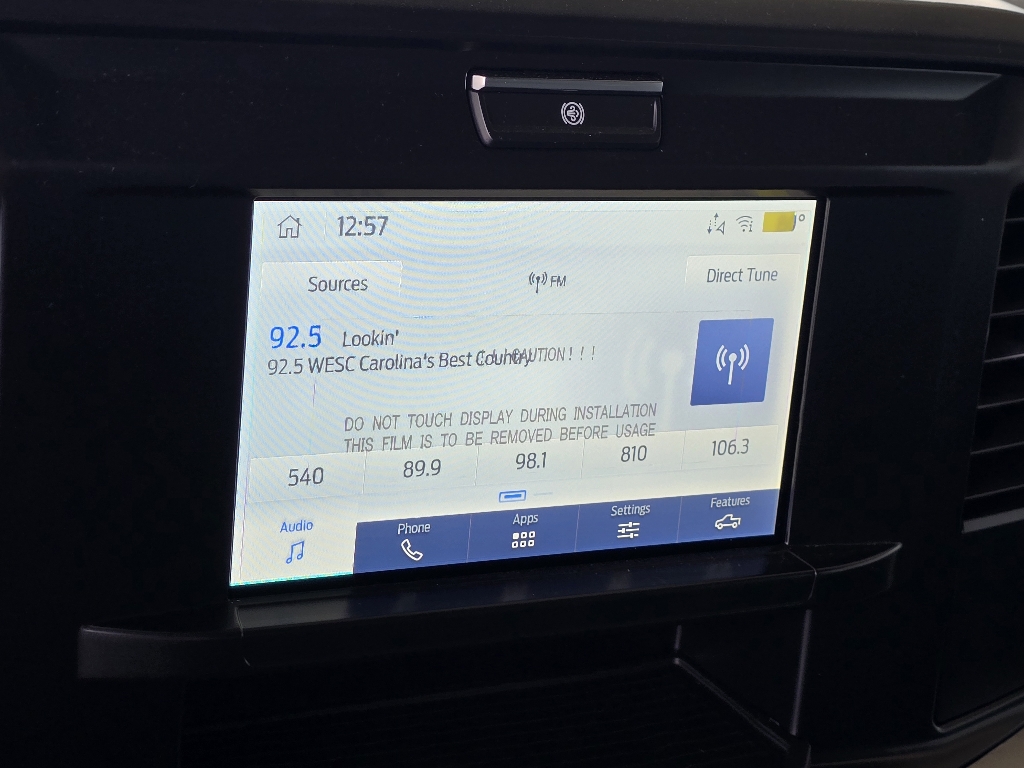 12:57
Sources
FM
Direct Tune
92.5 Lookin'
92.5 WESC Carolina's Best Country
CAUTION!!!
DO NOT TOUCH DISPLAY DURING INSTALLATION
THIS FILM IS TO BE REMOVED BEFORE USAGE
540 89.9 98.1 810 106.3
Audio Phone Apps Settings Features